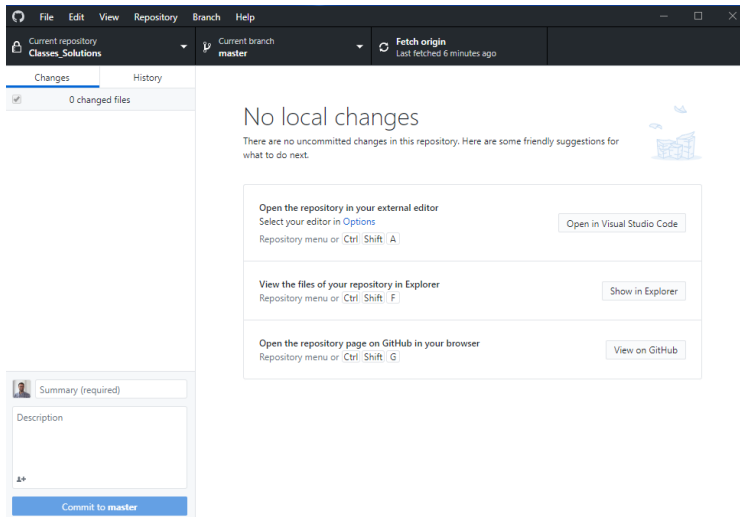 File Edit View Repository Branch Help
Current repository
Classes_Solutions
Current branch
master
Fetch origin
Last fetched 6 minutes ago
Changes History
0 changed files
No local changes
There are no uncommitted changes in this repository. Here are some friendly suggestions for
what to do next.
Open the repository in your external editor
Select your editor in Options
Repository menu or Ctrl Shift A
Open in Visual Studio Code
View the files of your repository in Explorer
Repository menu or Ctrl Shift F
Show in Explorer
Open the repository page on GitHub in your browser
Repository menu or Ctrl Shift G
View on GitHub
Summary (required)
Description
Commit to master